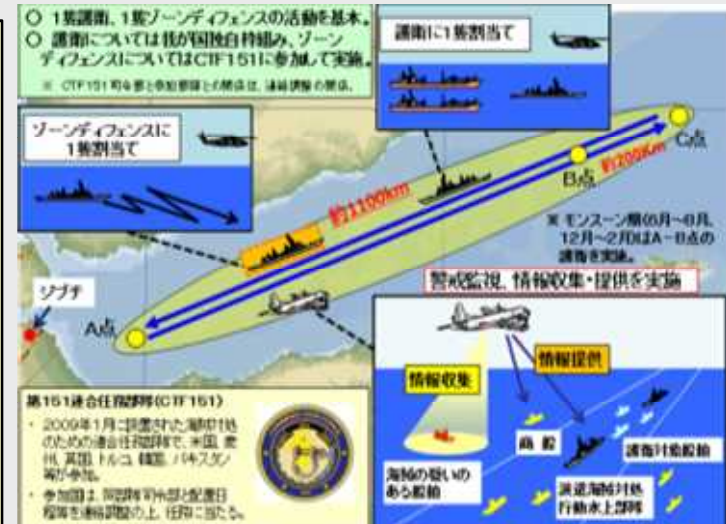 ○ 1隻護衛、1隻ゾーンディフェンスの活動を基本。
○ 護衛については我が国独自枠組み、ゾーン
ディフェンスについてはCTF151に参加して実施。
※ CTF151司令部と参加部隊との関係は、連絡調整の関係。
護衛に1隻割当て
ゾーンディフェンスに
1隻割当て
C点
B点
約200Km
約1100km
※ モンスーン期(6月~8月、
12月~2月)はA-B点の
護衛を実施。
ジブチ
A点
警戒監視、情報収集・提供を実施
情報収集
情報提供
商船
護衛対象船舶
海賊の疑いの
ある船舶
派遣海賊対処
行動水上部隊
第151連合任務部隊(CTF151)
・ 2009年1月に設置された海賊対処
のための連合任務部隊で、米国、豪
州、英国、トルコ、韓国、パキスタン
等が参加。
・ 参加国は、同部隊司令部と配置日
程等を連絡調整の上、任務に当たる。